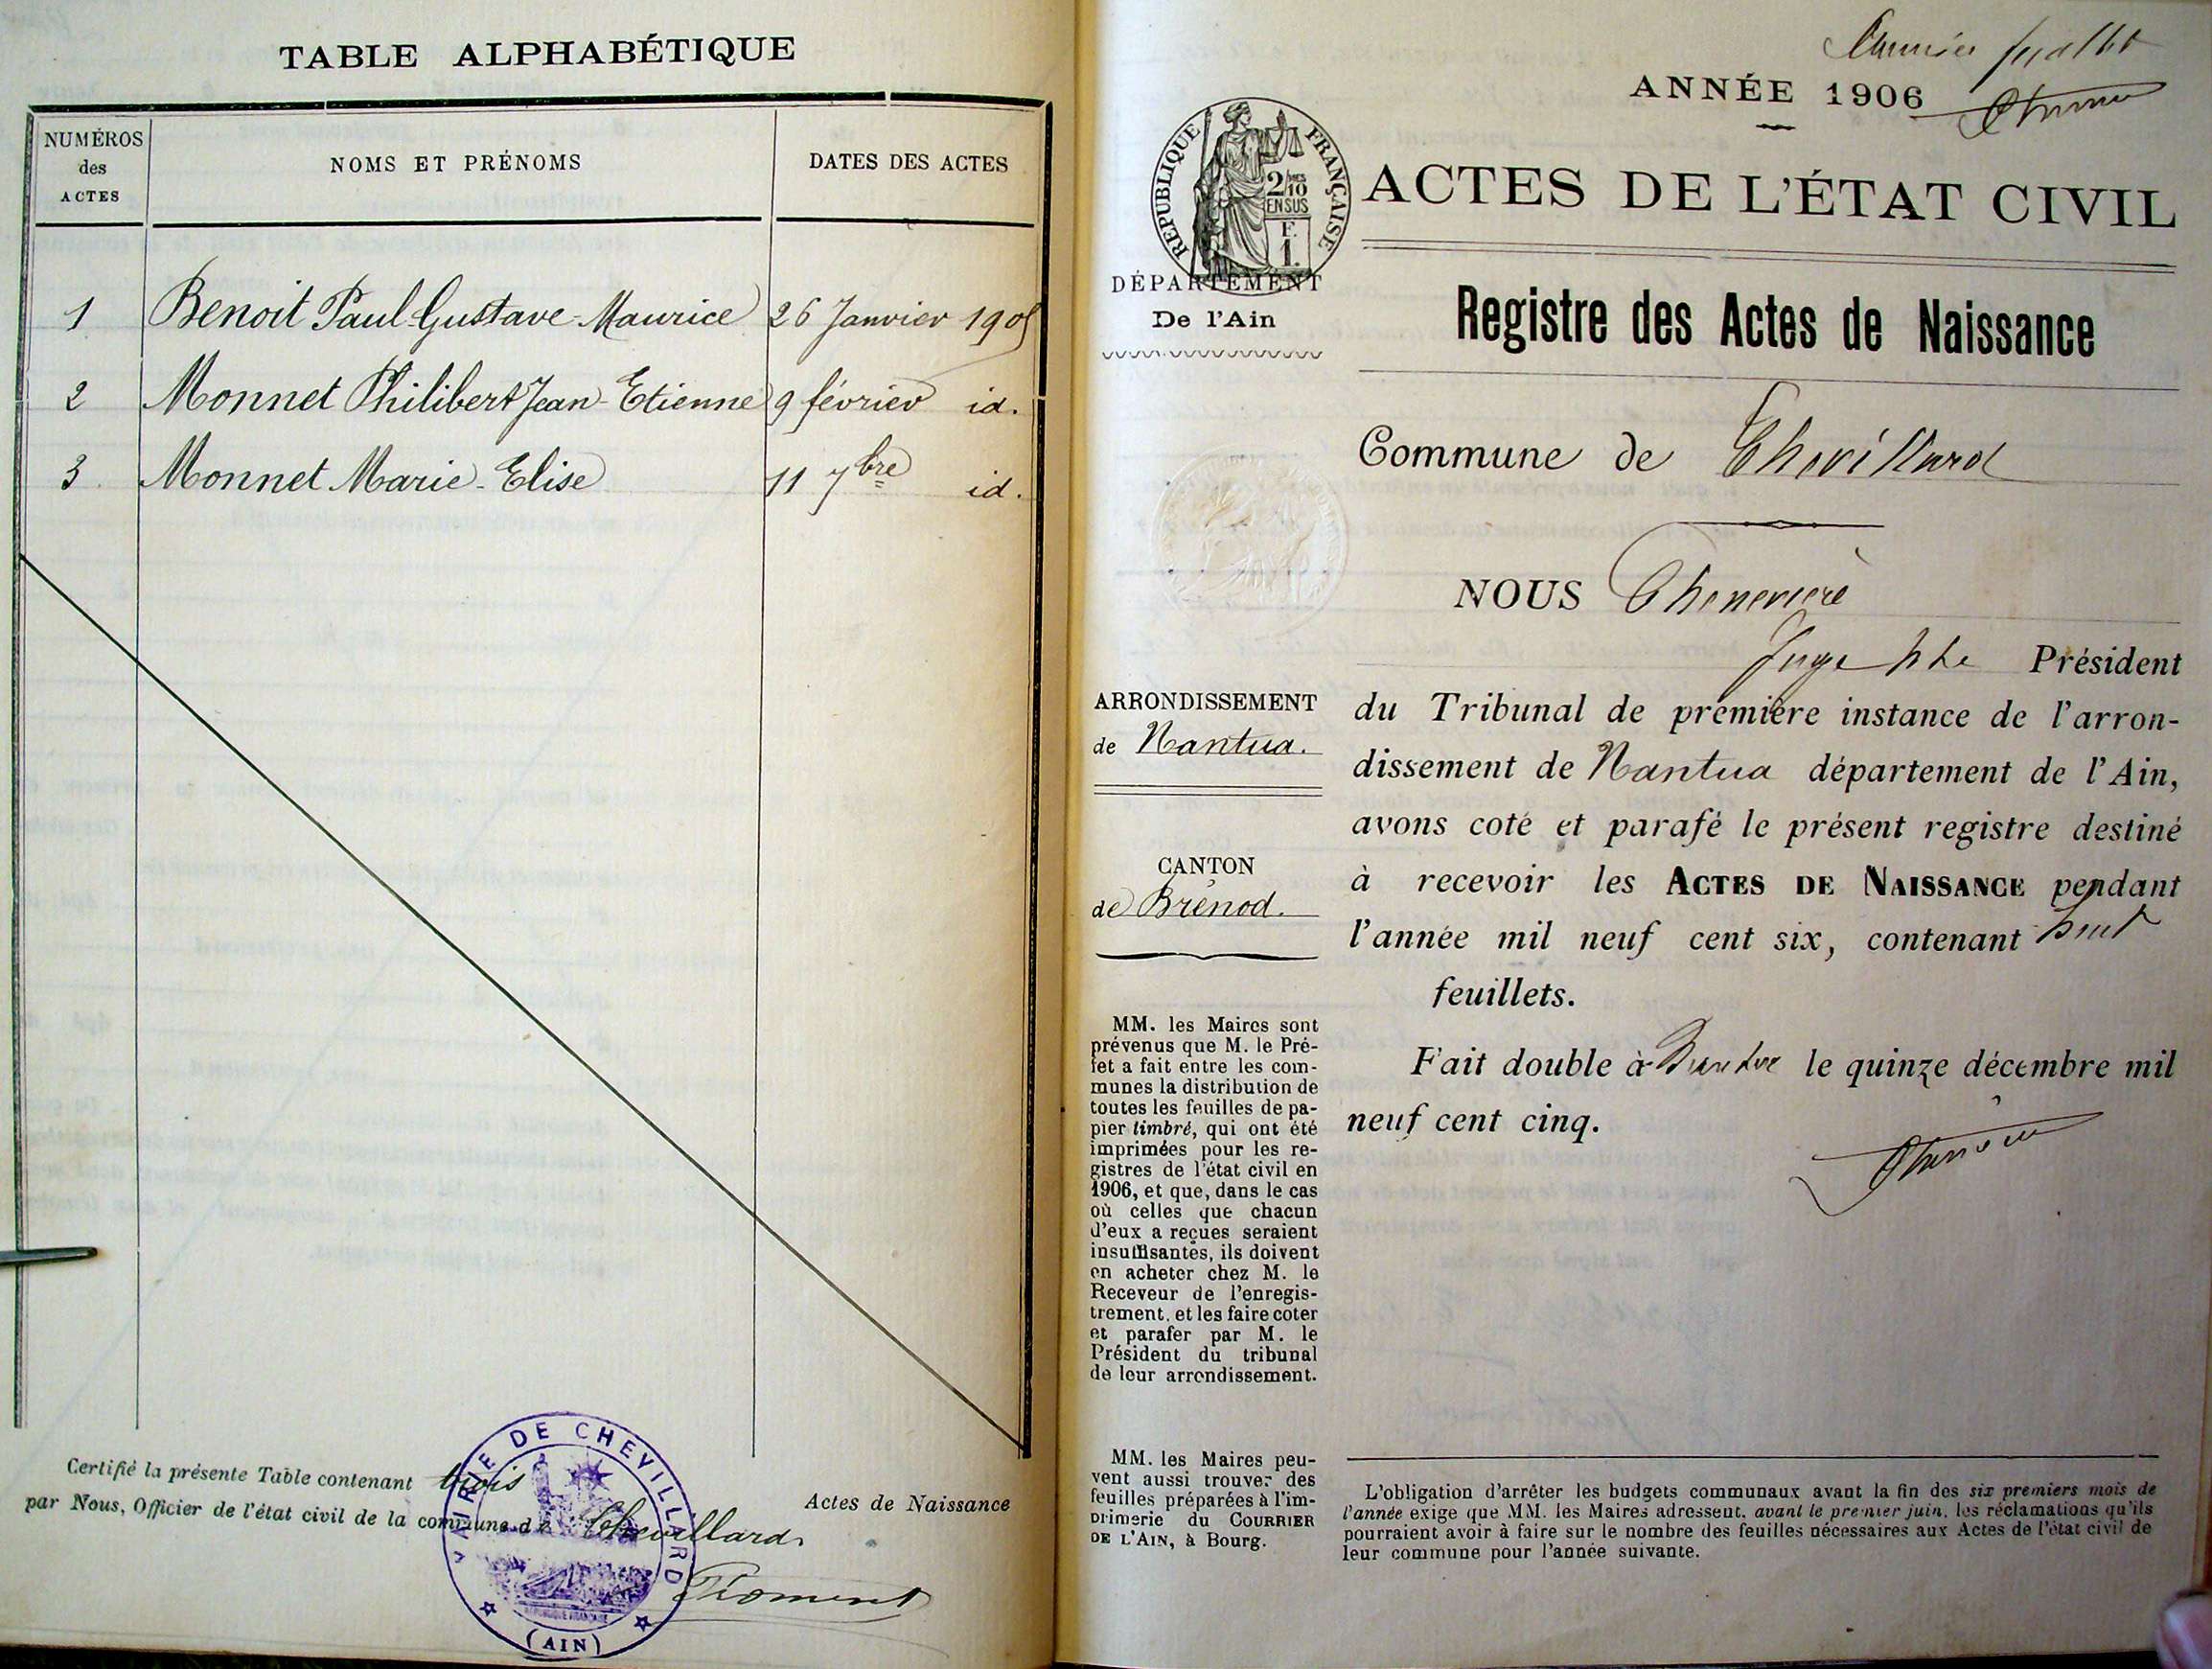 TABLE ALPHABÉTIQUE
NUMÉROS
des
ACTES
NOMS ET PRÉNOMS
DATES DES ACTES
1 Benoit Paul-Gustave-Maurice 26 Janvier 1905
2 Monnet Philibert Jean-Etienne 9 février id.
3 Monnet Marie-Elise 11 7bre id.
Certifié la présente Table contenant trois Actes de Naissance
par Nous, Officier de l'état civil de la commune de Chevillard.
MAIRIE DE CHEVILLARD
(AIN)
ANNÉE 1906
RÉPUBLIQUE FRANÇAISE
2/10
EN SUS
F.
1.
ACTES DE L'ÉTAT CIVIL
DÉPARTEMENT
De l'Ain
Registre des Actes de Naissance
Commune de Chevillard
NOUS
Juge Président
ARRONDISSEMENT
de Nantua.
CANTON
de Brénod.
du Tribunal de première instance de l'arron-
dissement de Nantua département de l'Ain,
avons coté et parafé le présent registre destiné
à recevoir les ACTES DE NAISSANCE pendant
l'année mil neuf cent six, contenant huit
feuillets.
Fait double à Nantua le quinze décembre mil
neuf cent cinq.
MM. les Maires sont
prévenus que M. le Pré-
fet a fait entre les com-
munes la distribution de
toutes les feuilles de pa-
pier timbré, qui ont été
imprimées pour les re-
gistres de l'état civil en
1906, et que, dans le cas
où celles que chacun
d'eux a reçues seraient
insuffisantes, ils doivent
en acheter chez M. le
Receveur de l'enregis-
trement, et les faire coter
et parafer par M. le
Président du tribunal
de leur arrondissement.
MM. les Maires peu-
vent aussi trouver des
feuilles préparées à l'im-
primerie du COURRIER
DE L'AIN, à Bourg.
L'obligation d'arrêter les budgets communaux avant la fin des six premiers mois de
l'année exige que MM. les Maires adressent, avant le premier juin, les réclamations qu'ils
pourraient avoir à faire sur le nombre des feuilles nécessaires aux Actes de l'état civil de
leur commune pour l'année suivante.